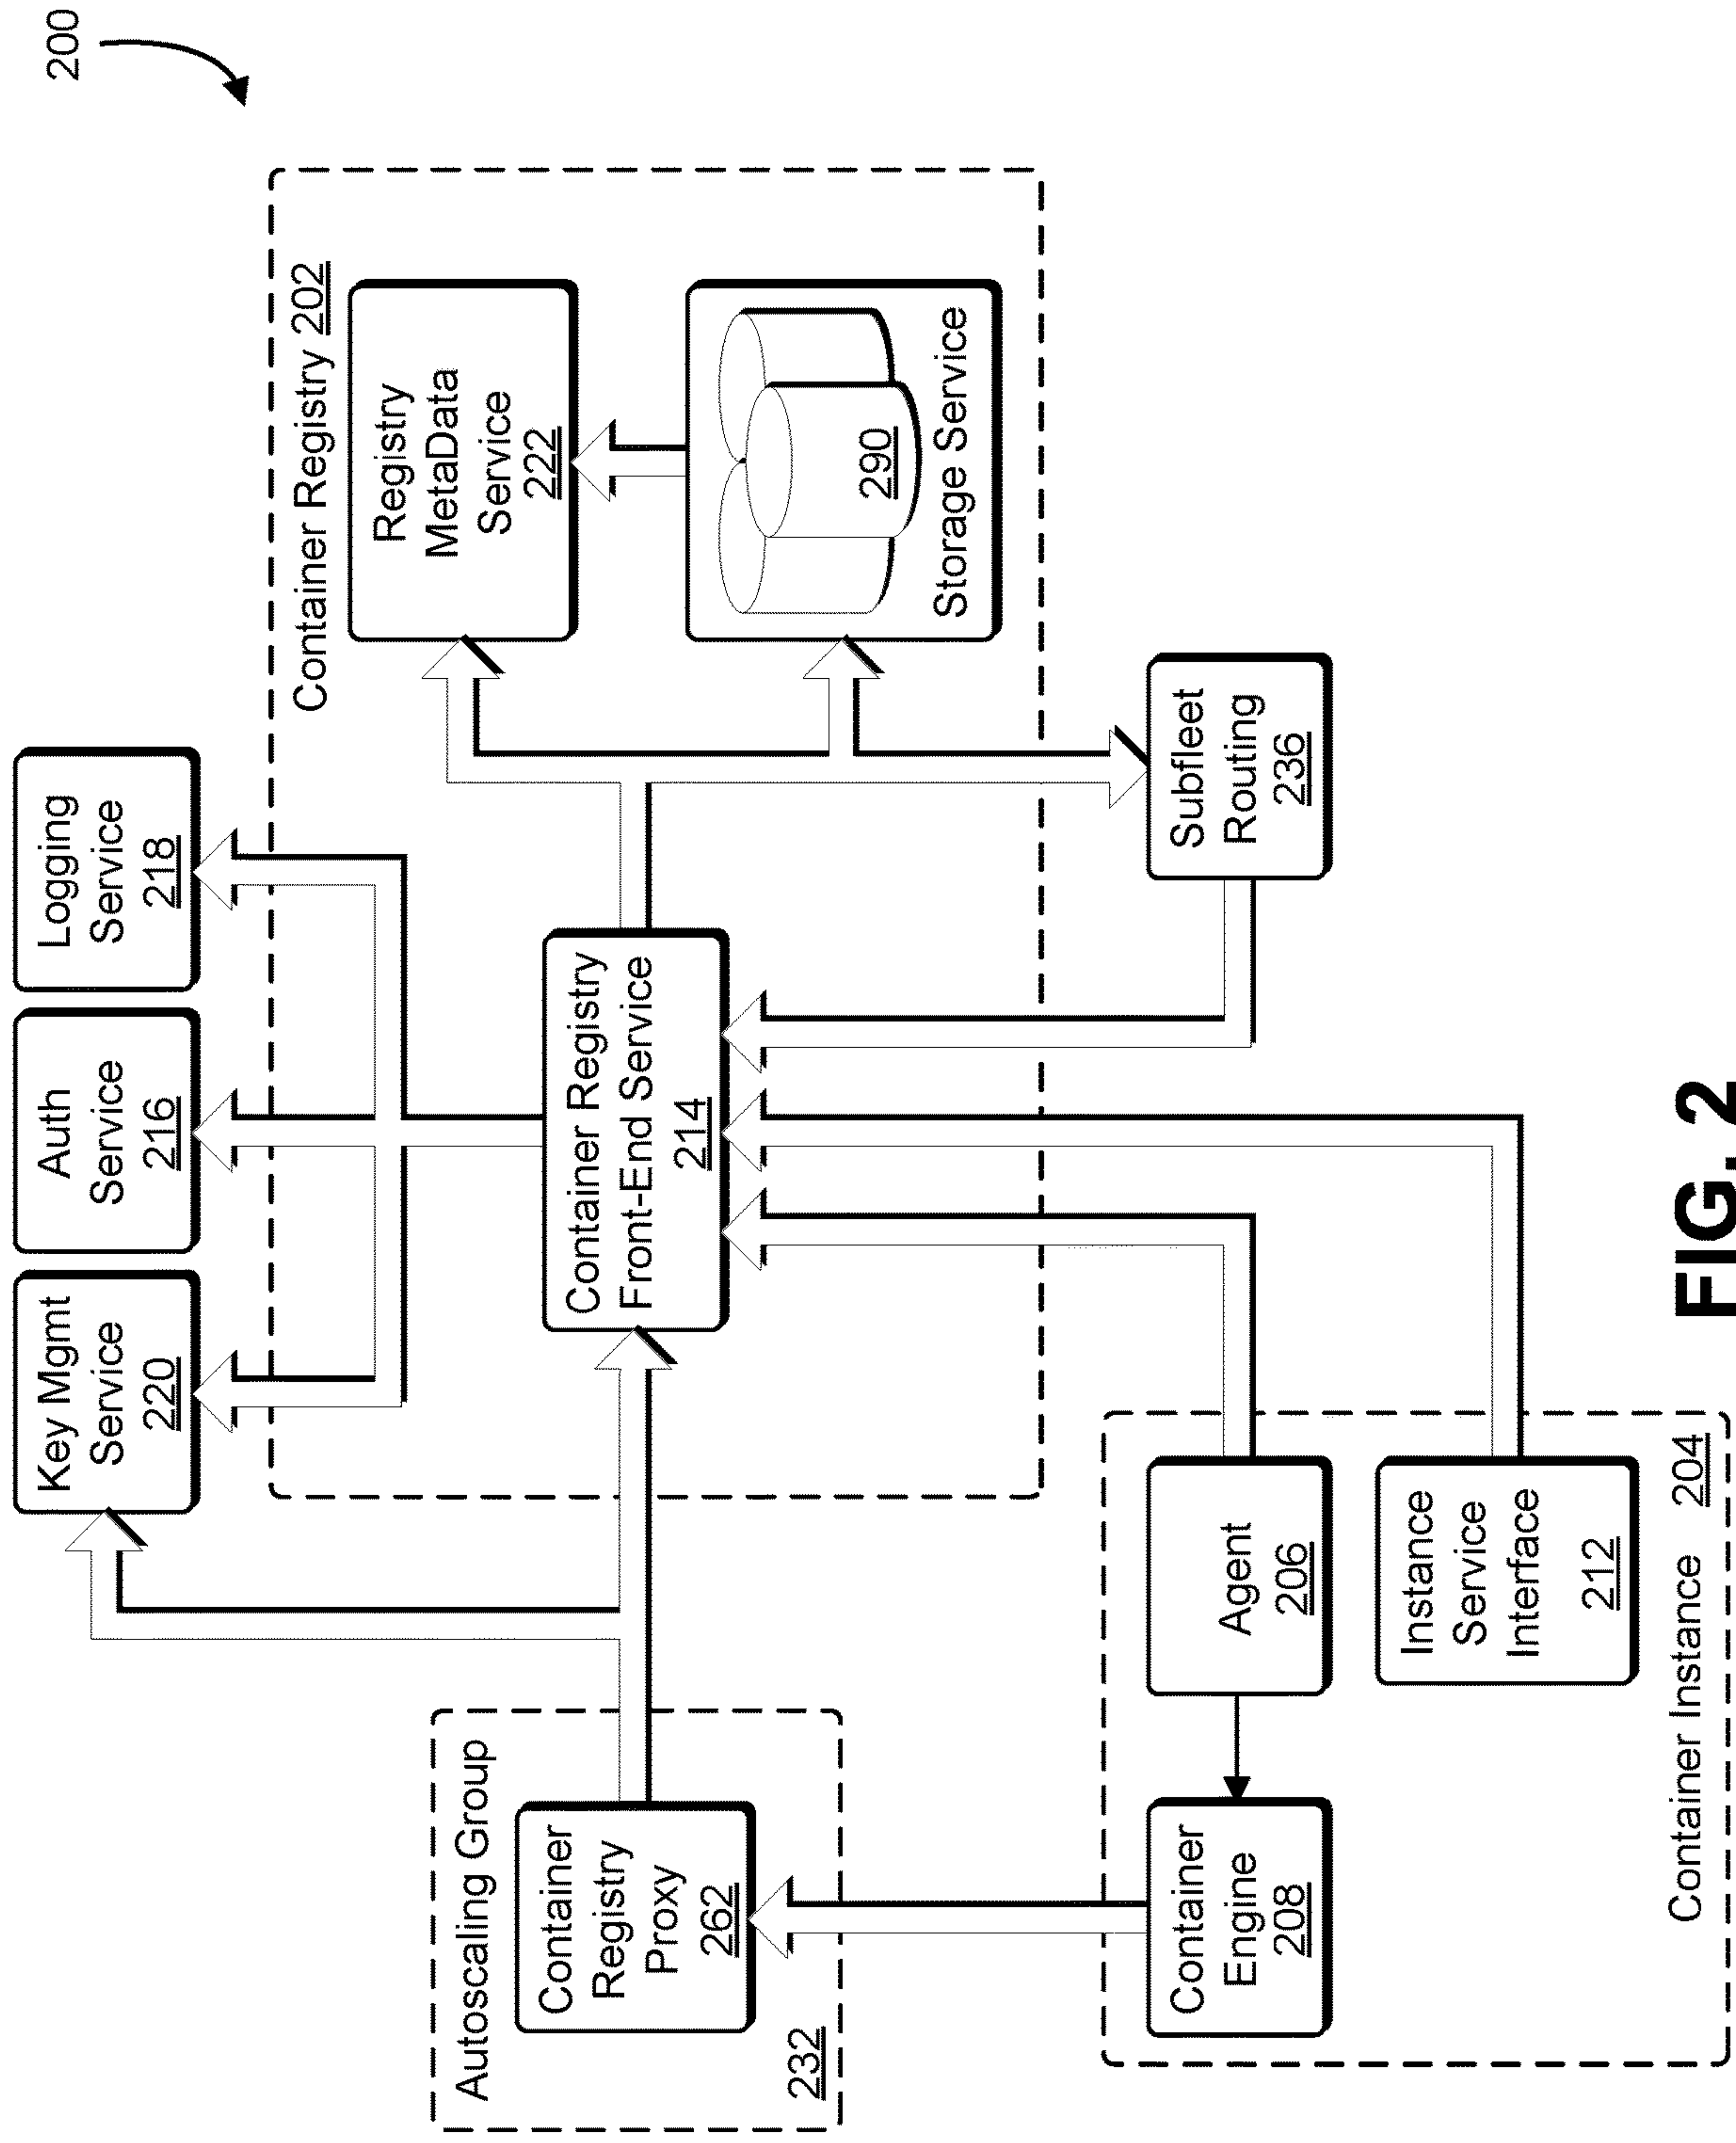 200
Key Mgmt
Service
220
Auth
Service
216
Logging
Service
218
Container Registry 202
Registry
MetaData
Service
222
290
Storage Service
Container Registry
Front-End Service
214
Autoscaling Group
Container
Registry
Proxy
262
232
Subfleet
Routing
236
Container
Engine
208
Agent
206
Instance
Service
Interface
212
Container Instance 204
FIG. 2